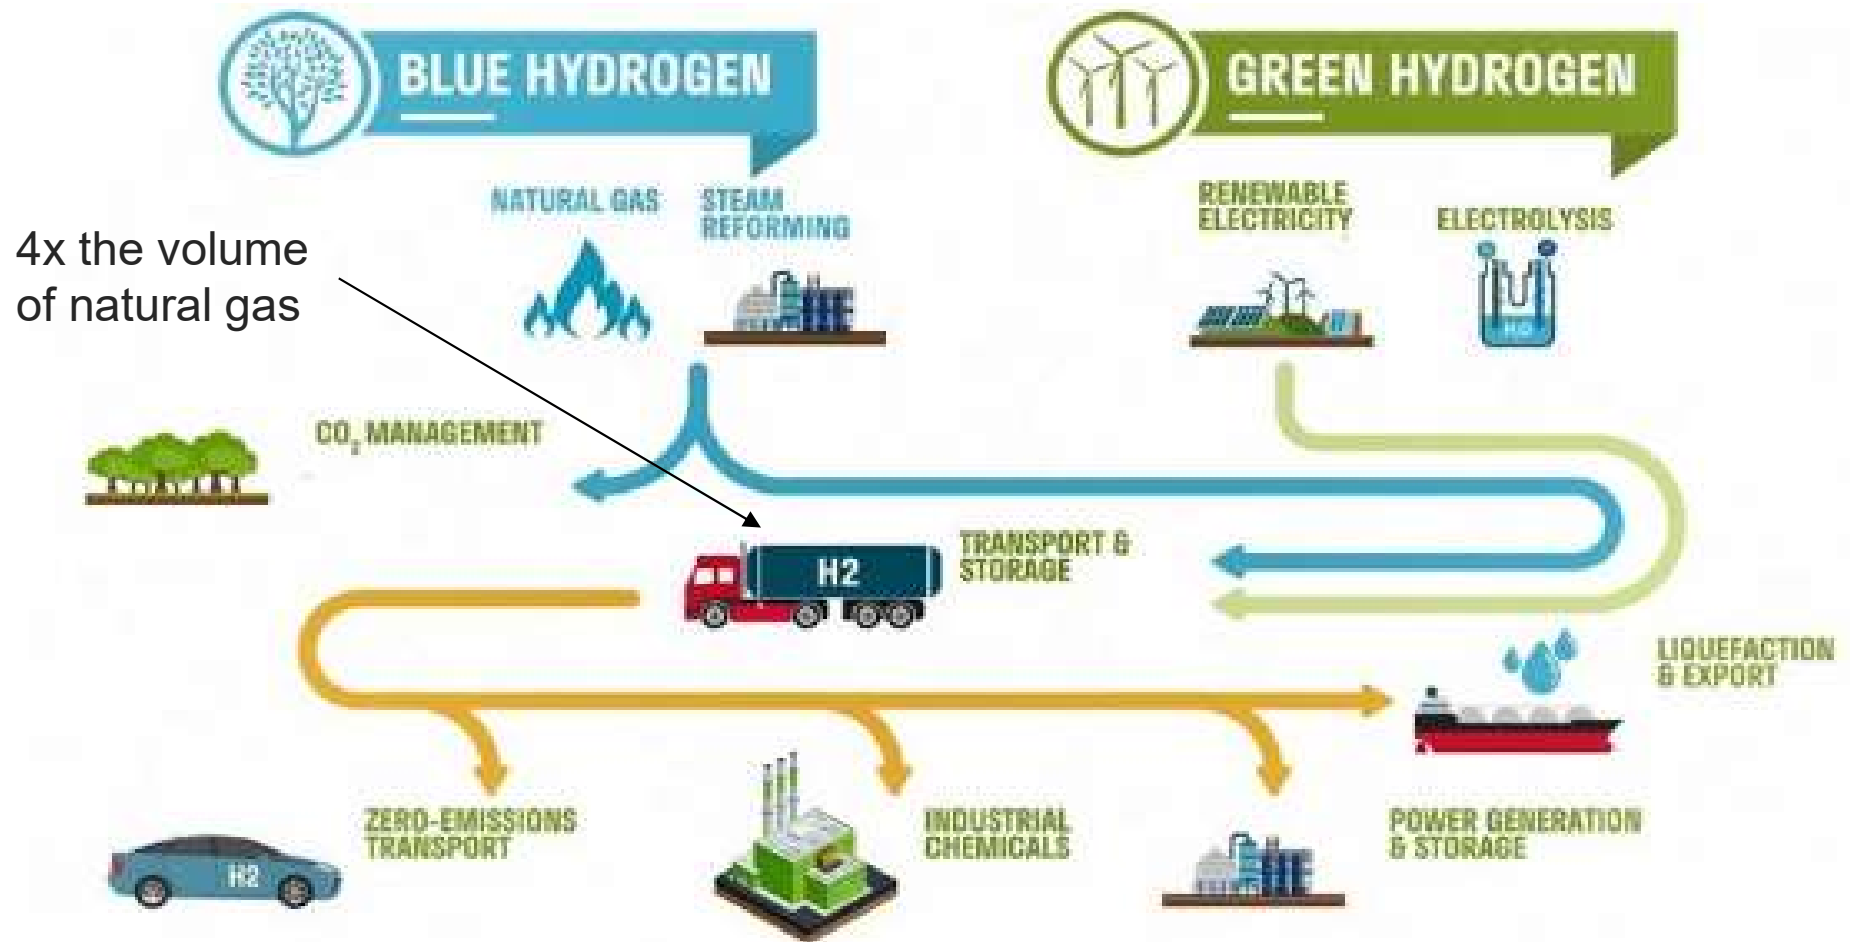 BLUE HYDROGEN
GREEN HYDROGEN
NATURAL GAS
STEAM
REFORMING
RENEWABLE
ELECTRICITY
ELECTROLYSIS
H2
4x the volume
of natural gas
CO₂ MANAGEMENT
H2
TRANSPORT &
STORAGE
LIQUEFACTION
& EXPORT
ZERO-EMISSIONS
TRANSPORT
H2
INDUSTRIAL
CHEMICALS
POWER GENERATION
& STORAGE